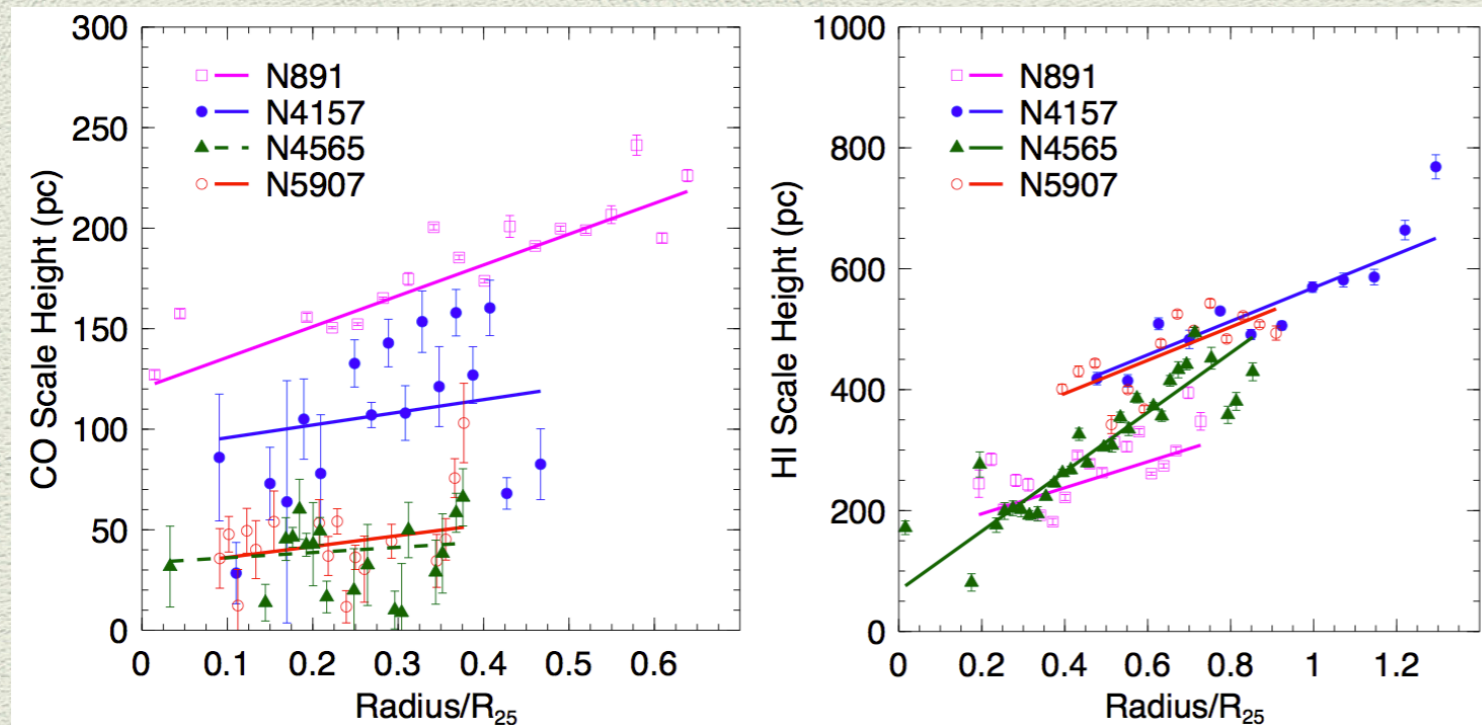 CO Scale Height (pc)
300
250
200
150
100
50
0
N891
N4157
N4565
N5907
0 0.1 0.2 0.3 0.4 0.5 0.6
Radius/R25
HI Scale Height (pc)
1000
800
600
400
200
0
N891
N4157
N4565
N5907
0 0.2 0.4 0.6 0.8 1 1.2
Radius/R25